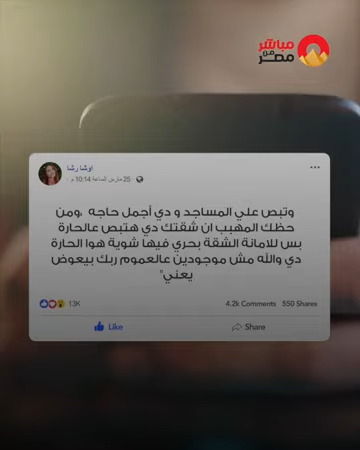 مباشر
من
مصر
اوشا رشا
25 مارس الساعة 10:14 م ·
وتبص علي المساجد و دي أجمل حاجه ،ومن
حظك المهبب ان شقتك دي هتبص عالحارة
بس للامانة الشقة بحري فيها شوية هوا الحارة
دي والله مش موجودين عالعموم ربك بيعوض
يعني"
13K
4.2k Comments 550 Shares
Like
Share